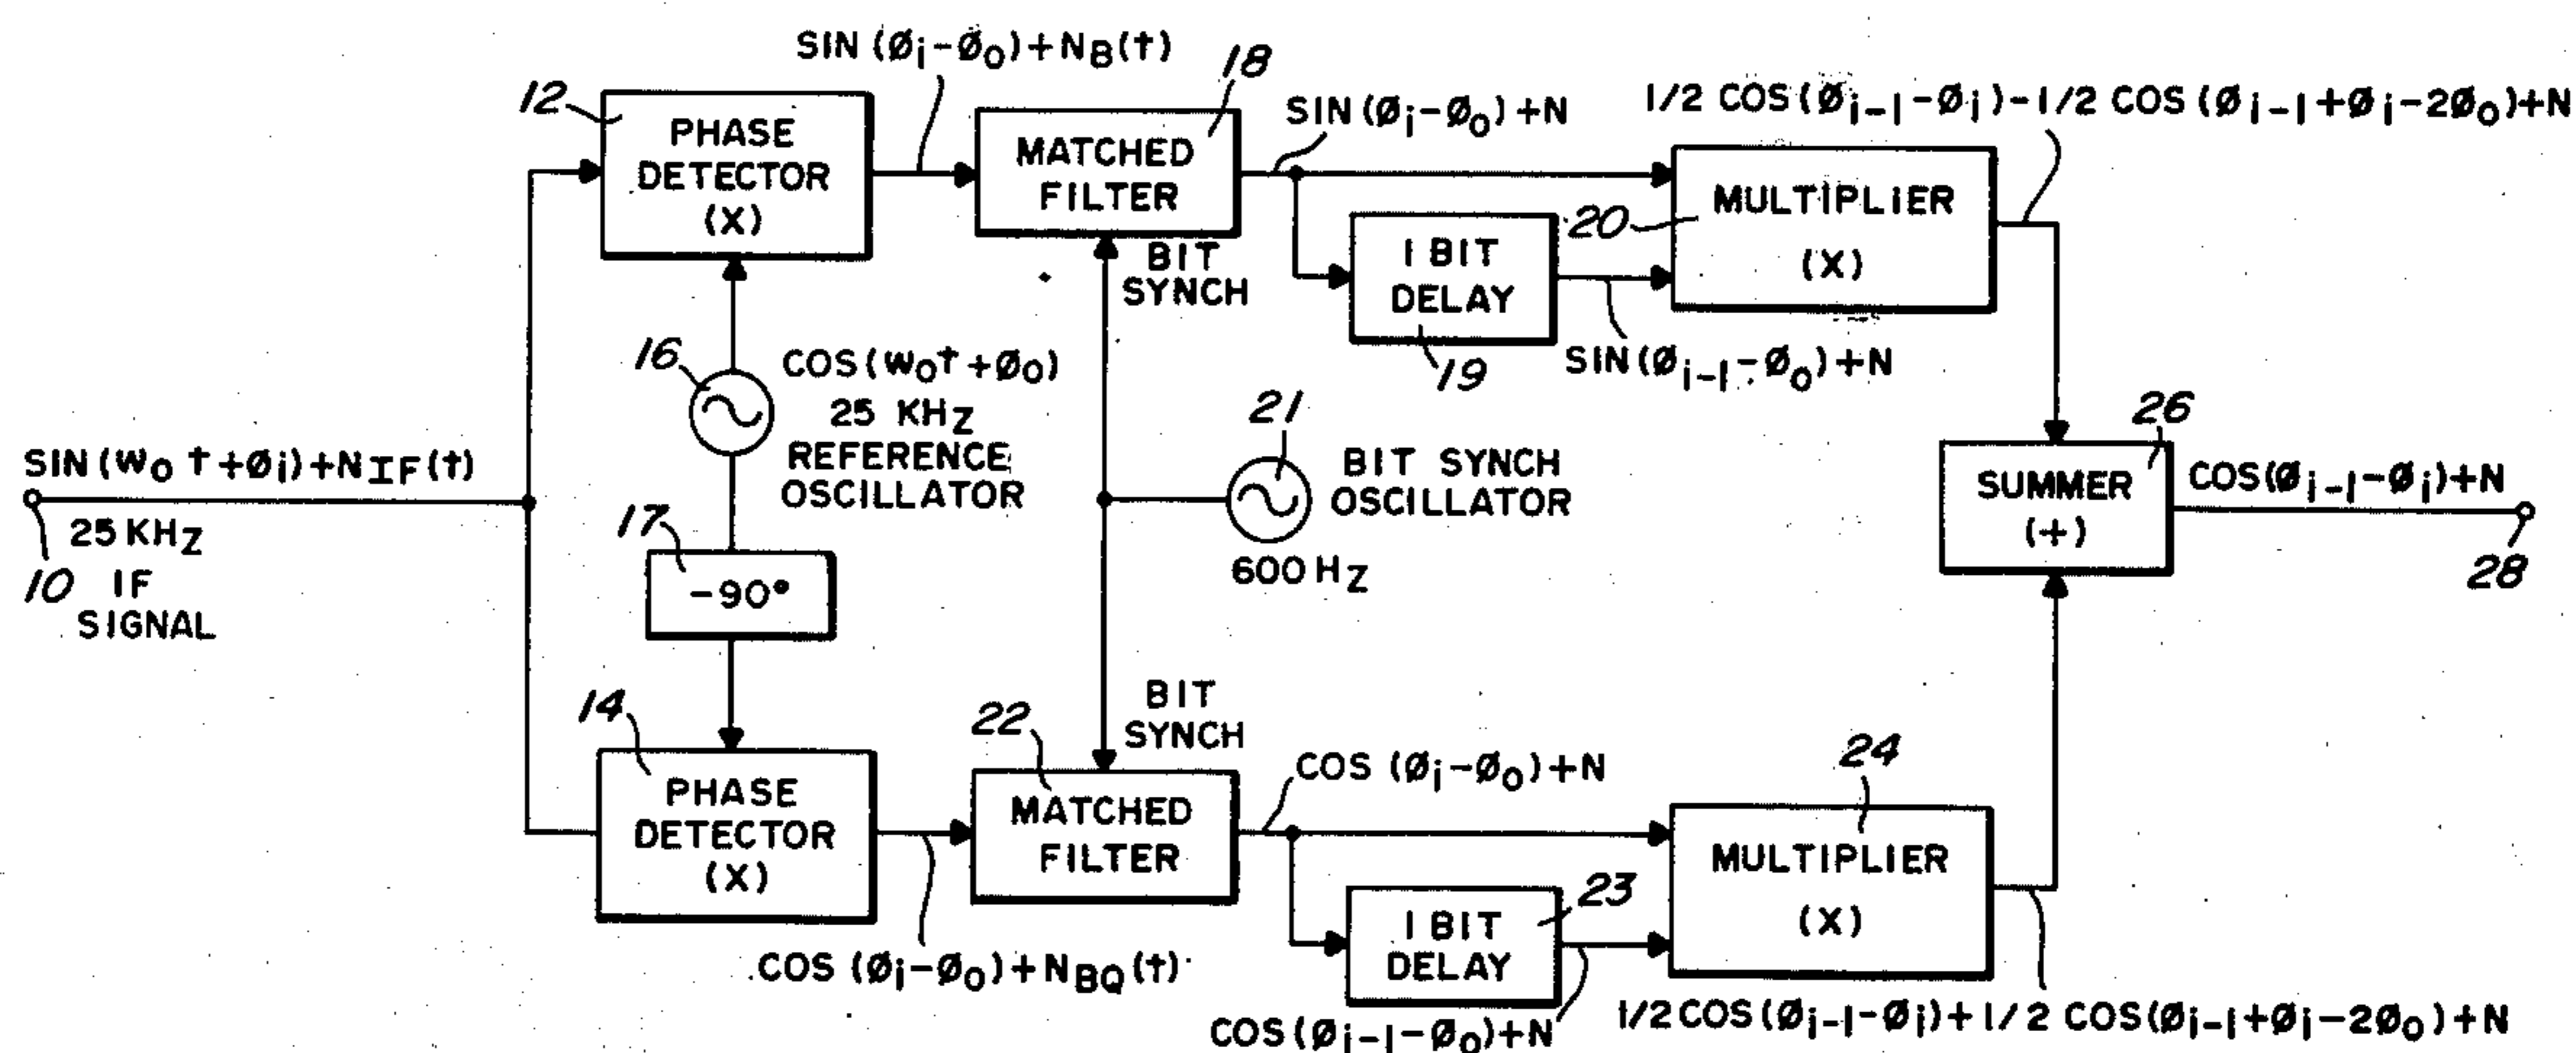 SIN (Øi-Øo)+NB(t)
18
12
PHASE
DETECTOR
(X)
MATCHED
FILTER
SIN (Øi-Øo)+N
1/2 COS(Øi-1-Øi)-1/2 COS (Øi-1+Øi-2Øo)+N
20
MULTIPLIER
(X)
BIT
SYNCH
1 BIT
DELAY
19
SIN(Øi-1-Øo)+N
16
COS(Wot+Øo)
25 KHz
REFERENCE
OSCILLATOR
21
BIT SYNCH
OSCILLATOR
600 Hz
26
SUMMER
(+)
COS(Øi-1-Øi)+N
28
SIN(Wo t+Øi)+NIF(t)
25 KHz
10 IF
SIGNAL
17
-90°
14
PHASE
DETECTOR
(X)
22
BIT
SYNCH
MATCHED
FILTER
COS (Øi-Øo)+N
24
MULTIPLIER
(X)
23
1 BIT
DELAY
COS (Øi-Øo)+NBQ(t)
COS(Øi-1-Øo)+N
1/2 COS(Øi-1-Øi)+1/2 COS(Øi-1+Øi-2Øo)+N